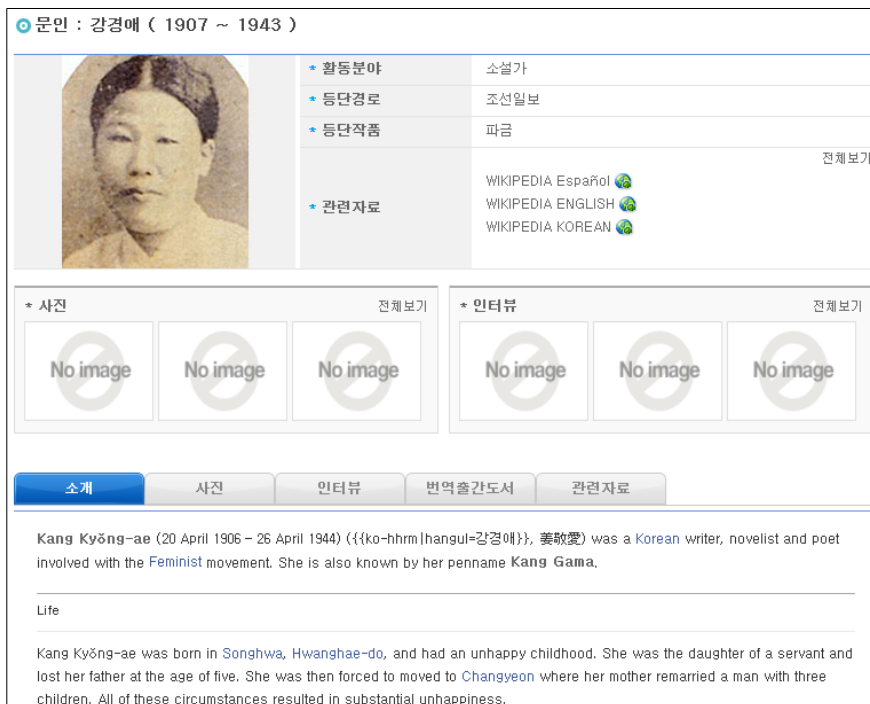 문인 : 강경애 ( 1907 ~ 1943 )
* 활동분야 소설가
* 등단경로 조선일보
* 등단작품 파금
전체보기
* 관련자료
WIKIPEDIA Español
WIKIPEDIA ENGLISH
WIKIPEDIA KOREAN
* 사진 전체보기
No image No image No image
* 인터뷰 전체보기
No image No image No image
소개 사진 인터뷰 번역출간도서 관련자료
Kang Kyŏng-ae (20 April 1906 – 26 April 1944) ({{ko-hhrm|hangul=강경애}}, 姜敬愛) was a Korean writer, novelist and poet
involved with the Feminist movement. She is also known by her penname Kang Gama.
Life
Kang Kyŏng-ae was born in Songhwa, Hwanghae-do, and had an unhappy childhood. She was the daughter of a servant and
lost her father at the age of five. She was then forced to moved to Changyeon where her mother remarried a man with three
children. All of these circumstances resulted in substantial unhappiness.